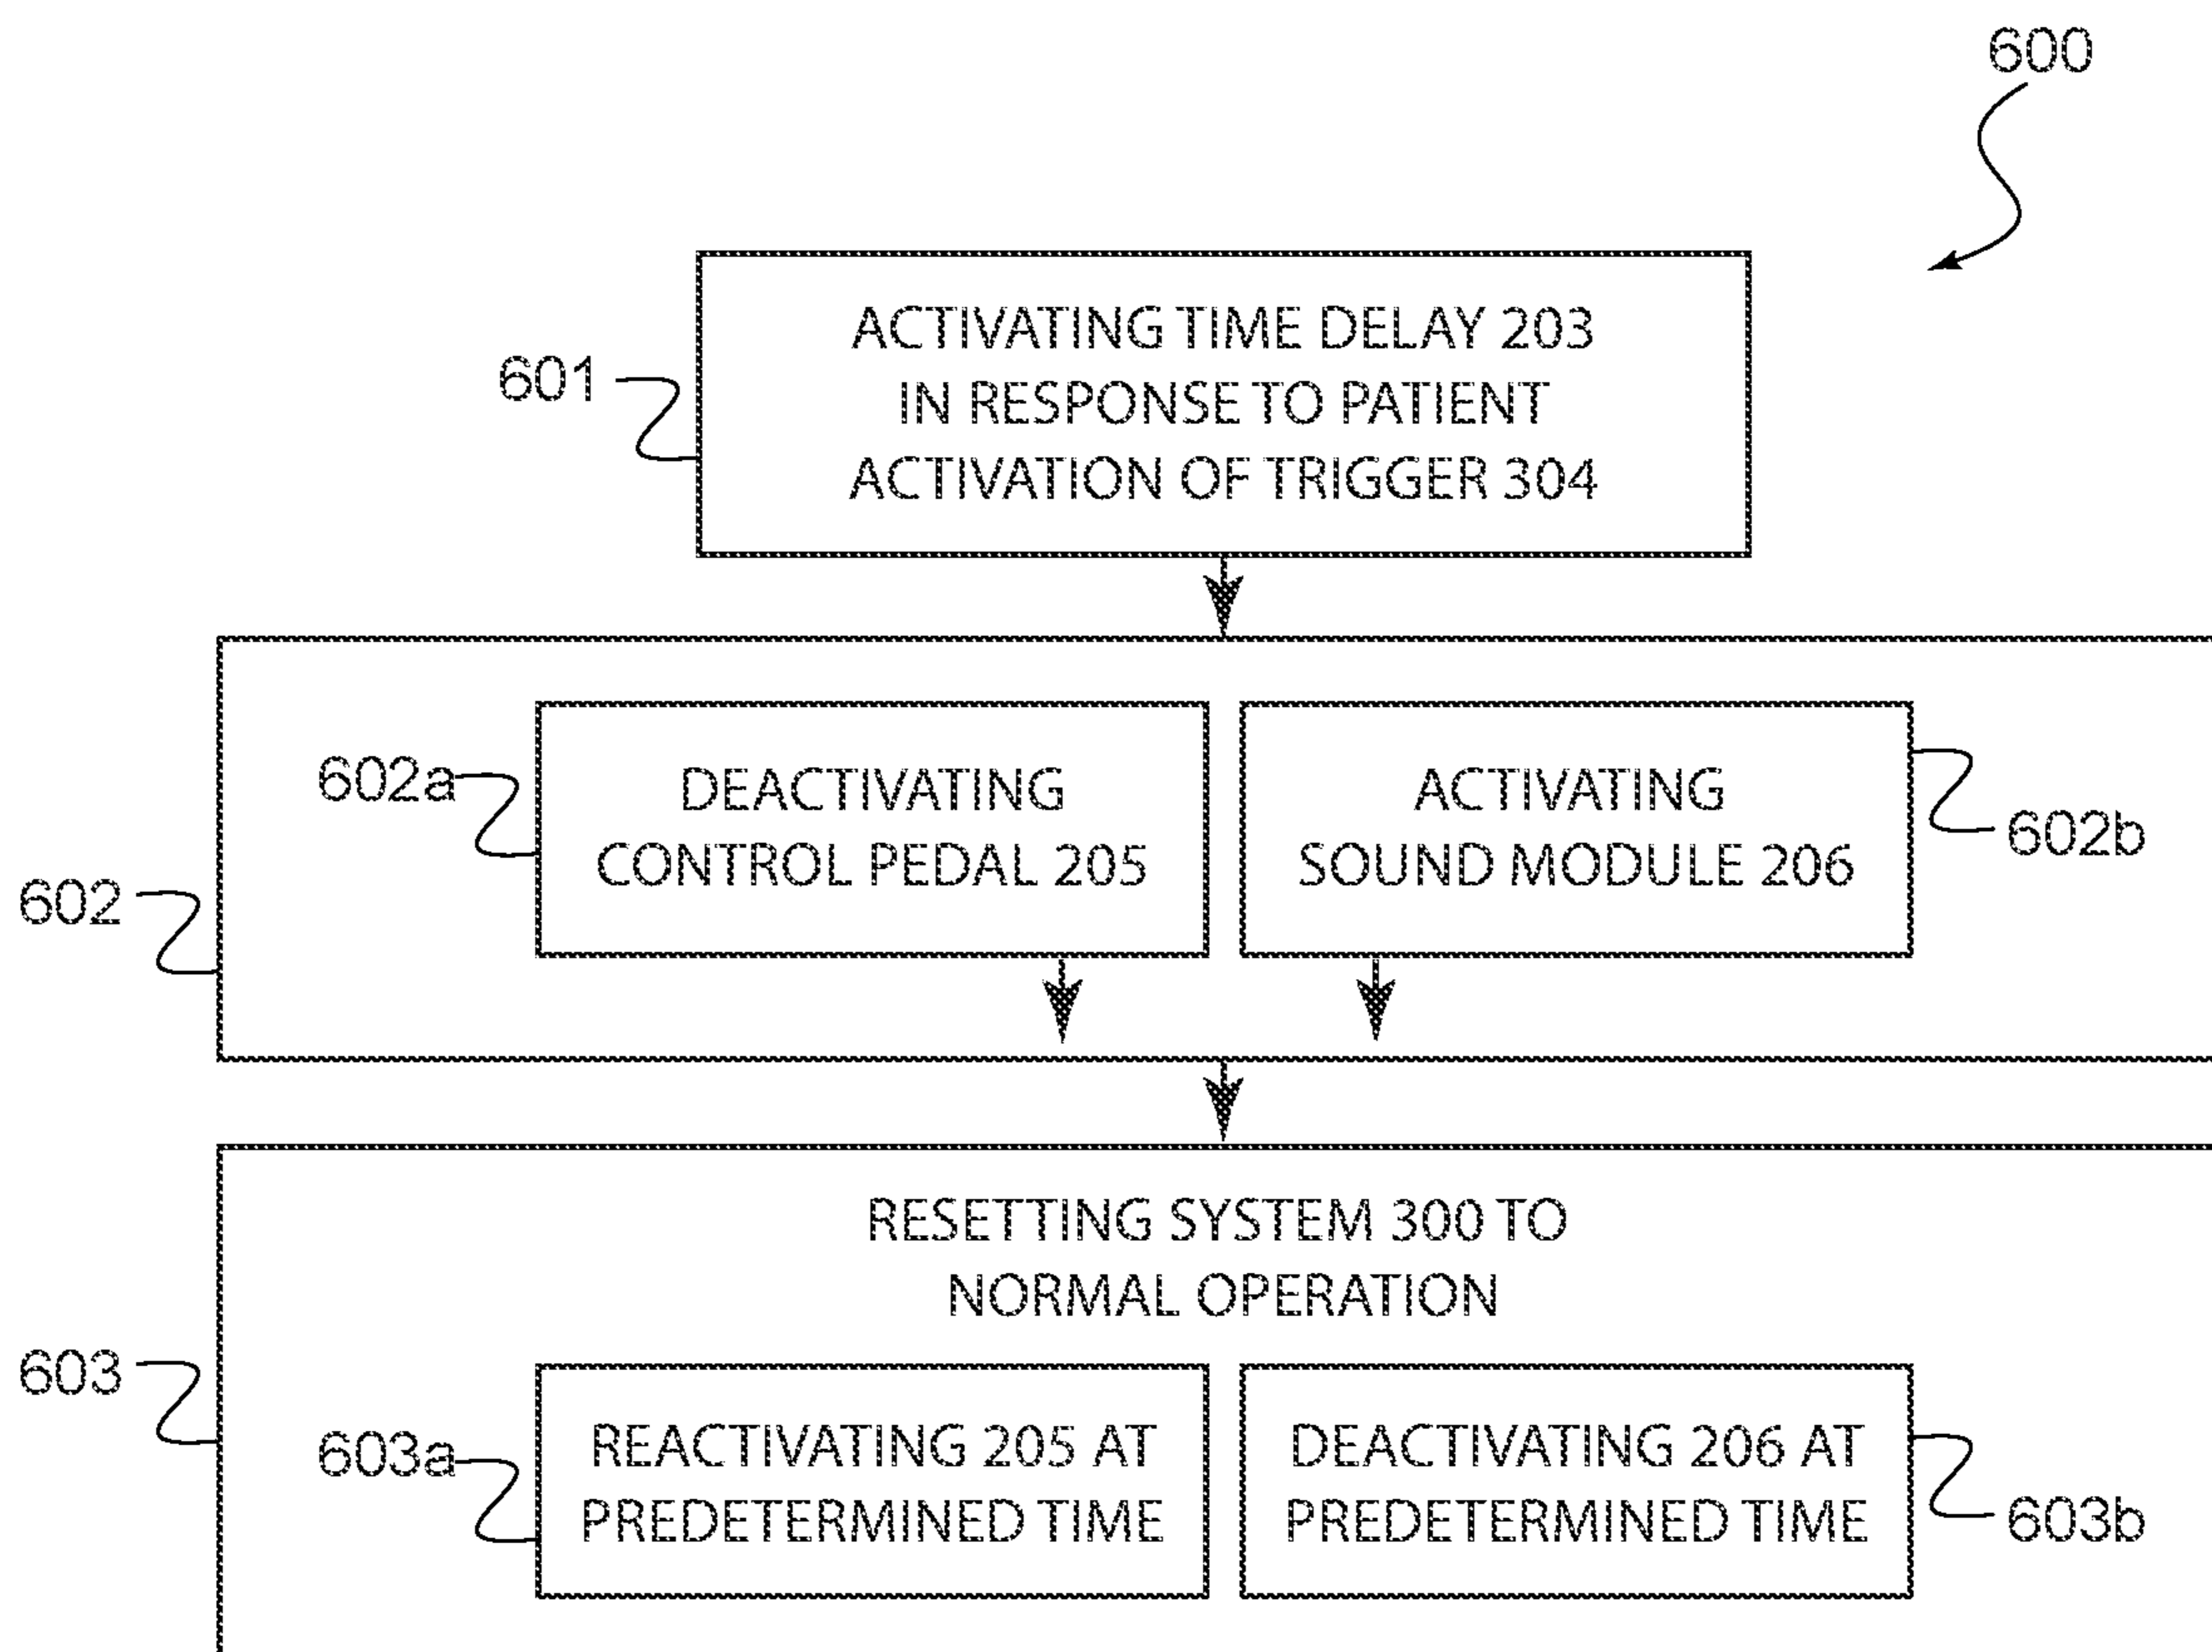 600
601
ACTIVATING TIME DELAY 203
IN RESPONSE TO PATIENT
ACTIVATION OF TRIGGER 304
602
602a
DEACTIVATING
CONTROL PEDAL 205
ACTIVATING
SOUND MODULE 206
602b
603
RESETTING SYSTEM 300 TO
NORMAL OPERATION
603a
REACTIVATING 205 AT
PREDETERMINED TIME
DEACTIVATING 206 AT
PREDETERMINED TIME
603b